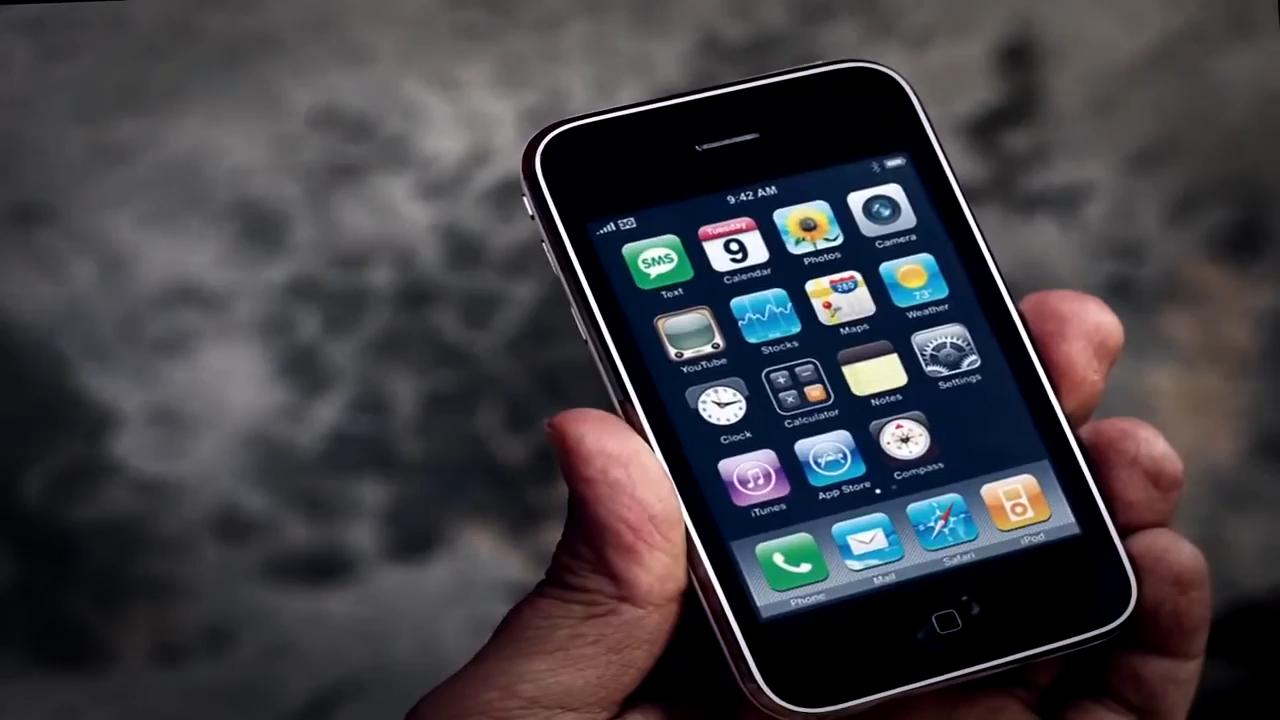 9:42 AM
3G
SMS
Tuesday
9
Text
Calendar
Photos
Camera
280
73°
YouTube
Stocks
Maps
Weather
Clock
Calculator
Notes
Settings
iTunes
App Store
Compass
Phone
Mail
Safari
iPod